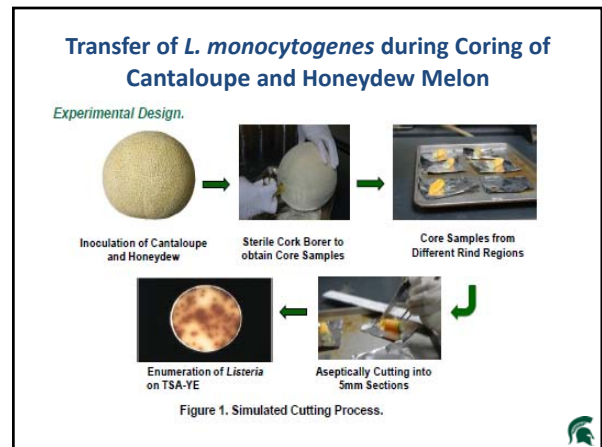 Transfer of L. monocytogenes during Coring of
Cantaloupe and Honeydew Melon
Experimental Design.
Inoculation of Cantaloupe
and Honeydew
Sterile Cork Borer to
obtain Core Samples
Core Samples from
Different Rind Regions
Enumeration of Listeria
on TSA-YE
Aseptically Cutting into
5mm Sections
Figure 1. Simulated Cutting Process.